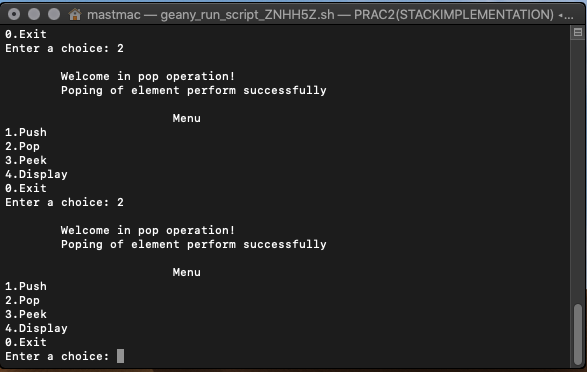 mastmac — geany_run_script_ZNHH5Z.sh — PRAC2(STACKIMPLEMENTATION) ◂...
0.Exit
Enter a choice: 2
Welcome in pop operation!
Poping of element perform successfully
Menu
1.Push
2.Pop
3.Peek
4.Display
0.Exit
Enter a choice: 2
Welcome in pop operation!
Poping of element perform successfully
Menu
1.Push
2.Pop
3.Peek
4.Display
0.Exit
Enter a choice: